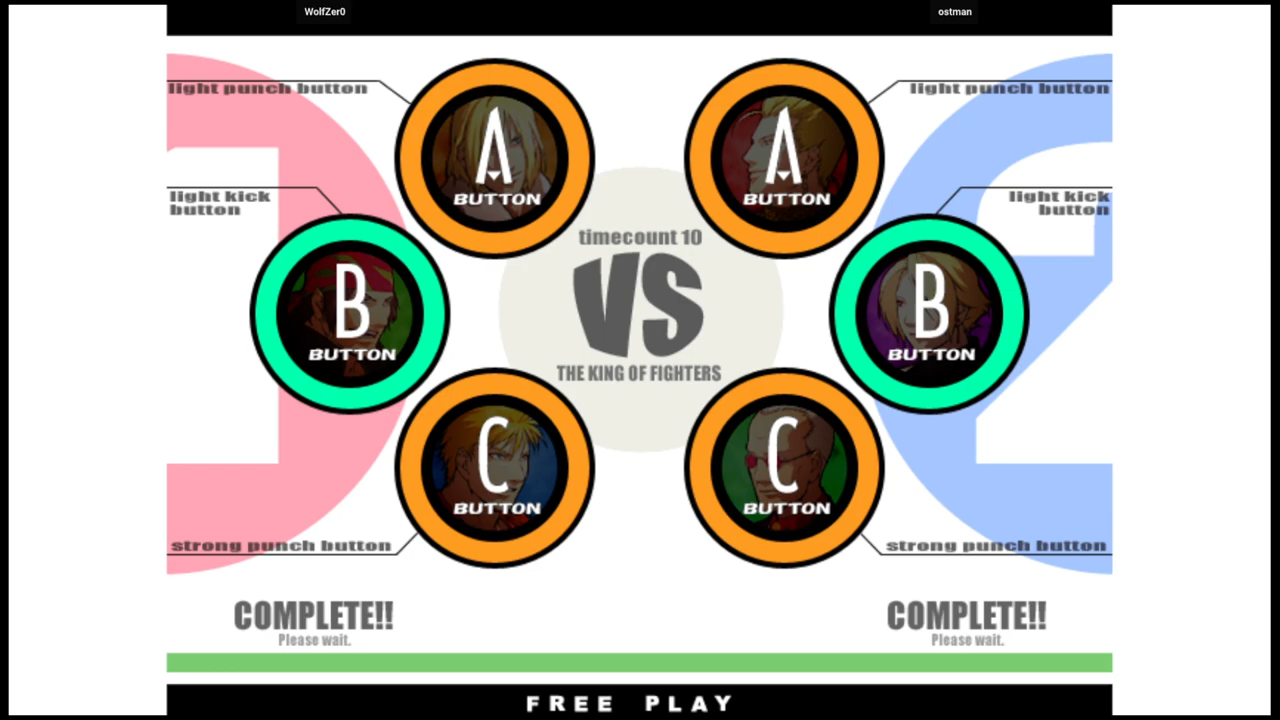 WolfZer0
ostman
light punch button
light punch button
A
BUTTON
A
BUTTON
light kick
button
light kick
button
B
BUTTON
B
BUTTON
timecount 10
VS
THE KING OF FIGHTERS
C
BUTTON
C
BUTTON
strong punch button
strong punch button
COMPLETE!!
Please wait.
COMPLETE!!
Please wait.
FREE PLAY